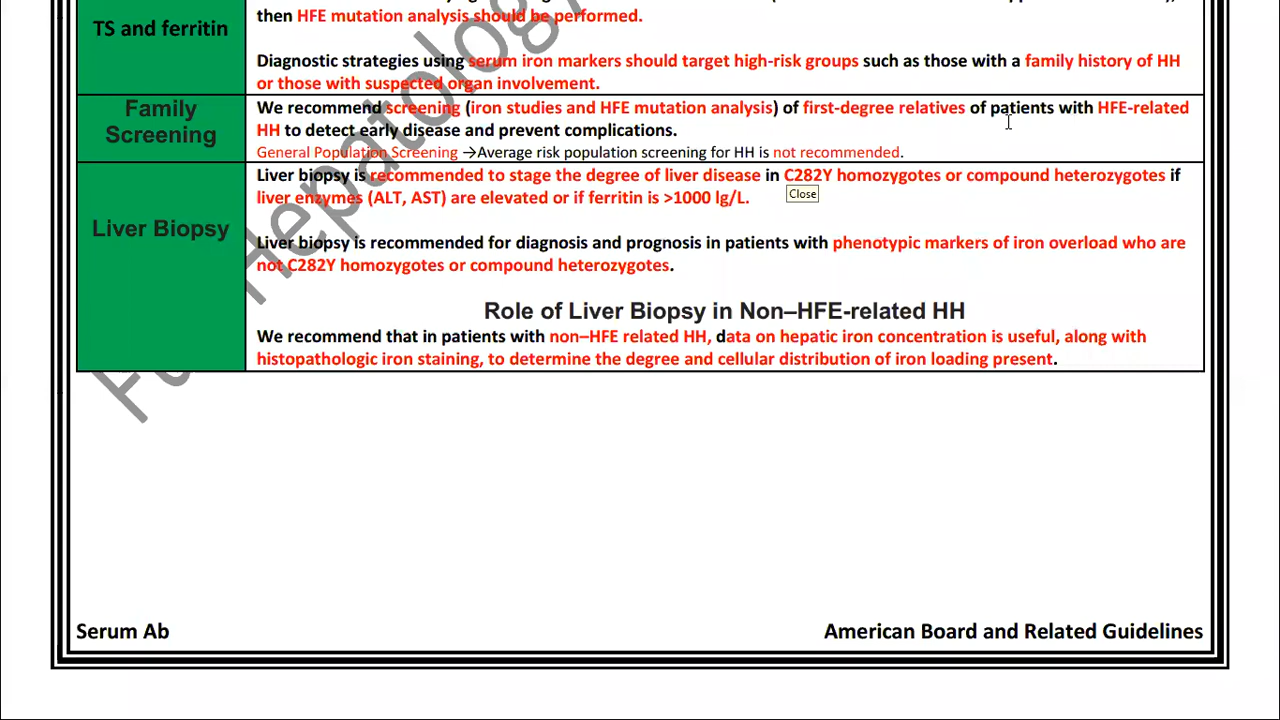 then HFE mutation analysis should be performed.
TS and ferritin
Diagnostic strategies using serum iron markers should target high-risk groups such as those with a family history of HH
or those with suspected organ involvement.
Family
Screening
We recommend screening (iron studies and HFE mutation analysis) of first-degree relatives of patients with HFE-related
HH to detect early disease and prevent complications.
General Population Screening →Average risk population screening for HH is not recommended.
Liver Biopsy
Liver biopsy is recommended to stage the degree of liver disease in C282Y homozygotes or compound heterozygotes if
liver enzymes (ALT, AST) are elevated or if ferritin is >1000 lg/L.
Close
Liver biopsy is recommended for diagnosis and prognosis in patients with phenotypic markers of iron overload who are
not C282Y homozygotes or compound heterozygotes.
Role of Liver Biopsy in Non–HFE-related HH
We recommend that in patients with non–HFE related HH, data on hepatic iron concentration is useful, along with
histopathologic iron staining, to determine the degree and cellular distribution of iron loading present.
Hepatology
Serum Ab
American Board and Related Guidelines